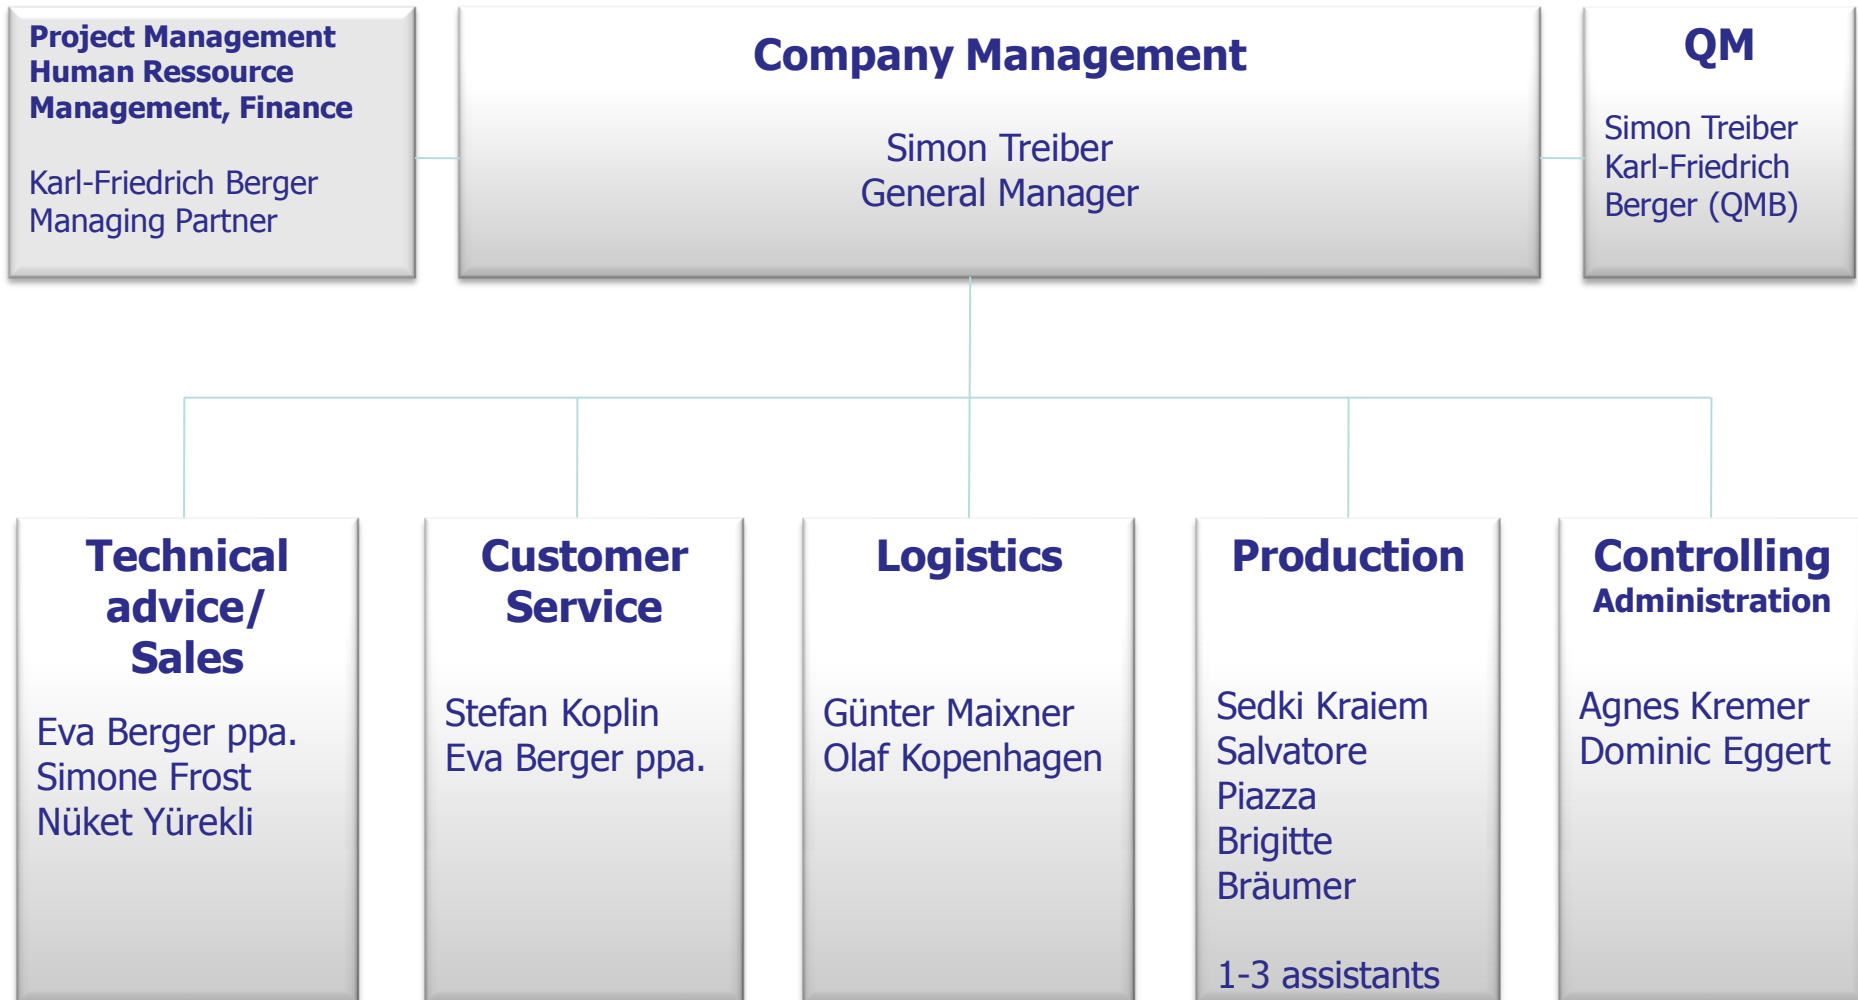 Project Management
Human Ressource
Management, Finance
Karl-Friedrich Berger
Managing Partner
Company Management
Simon Treiber
General Manager
QM
Simon Treiber
Karl-Friedrich
Berger (QMB)
Technical
advice/
Sales
Eva Berger ppa.
Simone Frost
Nüket Yürekli
Customer
Service
Stefan Koplin
Eva Berger ppa.
Logistics
Günter Maixner
Olaf Kopenhagen
Production
Sedki Kraiem
Salvatore
Piazza
Brigitte
Bräumer
1-3 assistants
Controlling
Administration
Agnes Kremer
Dominic Eggert